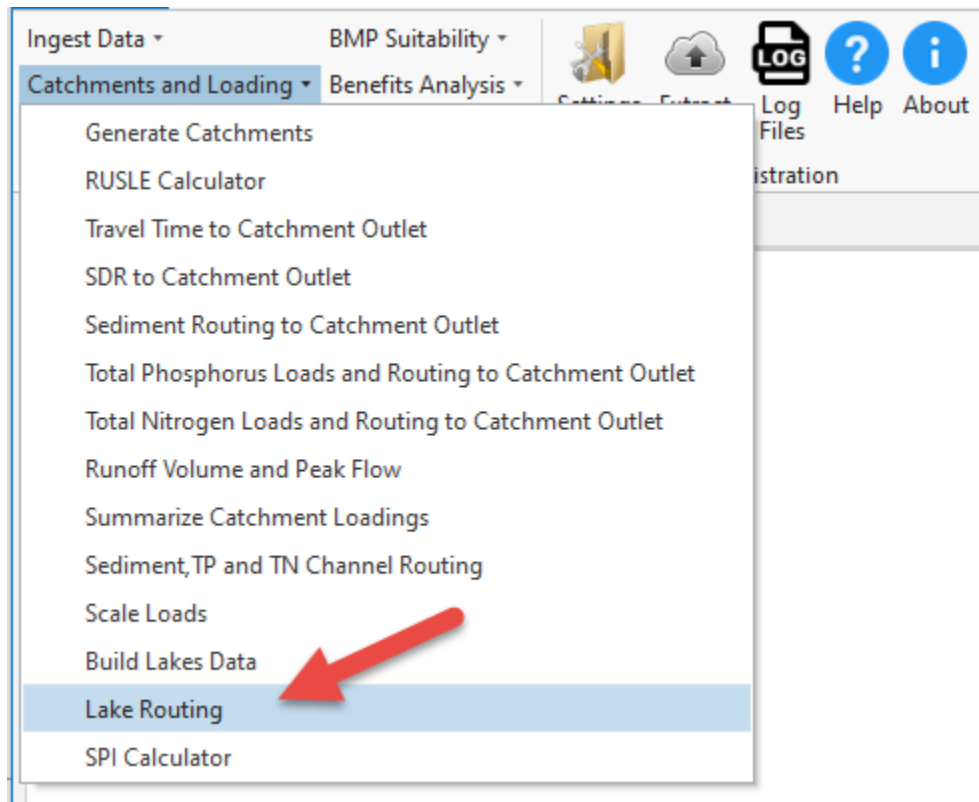 Ingest Data
BMP Suitability
Catchments and Loading
Benefits Analysis
LOG
?
i
Log
Files
Help
About
istration
Generate Catchments
RUSLE Calculator
Travel Time to Catchment Outlet
SDR to Catchment Outlet
Sediment Routing to Catchment Outlet
Total Phosphorus Loads and Routing to Catchment Outlet
Total Nitrogen Loads and Routing to Catchment Outlet
Runoff Volume and Peak Flow
Summarize Catchment Loadings
Sediment,TP and TN Channel Routing
Scale Loads
Build Lakes Data
Lake Routing
SPI Calculator